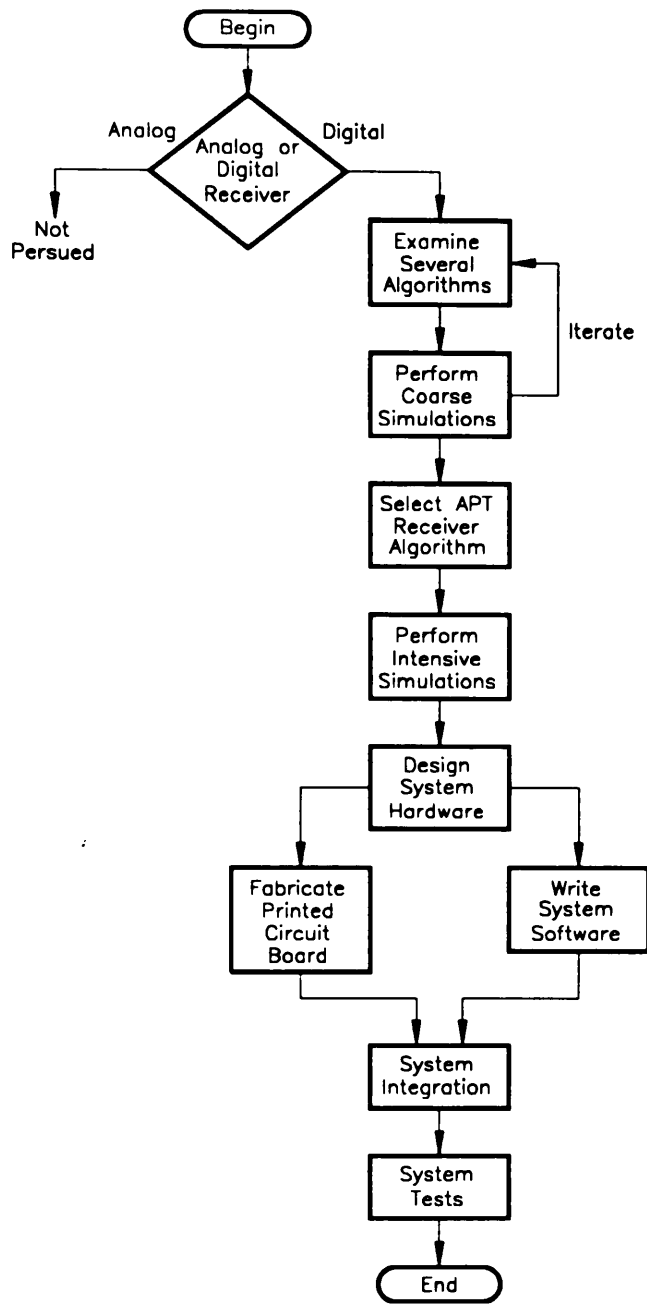 Begin
Analog
Digital
Analog or
Digital
Receiver
Not
Persued
Examine
Several
Algorithms
Iterate
Perform
Coarse
Simulations
Select APT
Receiver
Algorithm
Perform
Intensive
Simulations
Design
System
Hardware
Fabricate
Printed
Circuit
Board
Write
System
Software
System
Integration
System
Tests
End